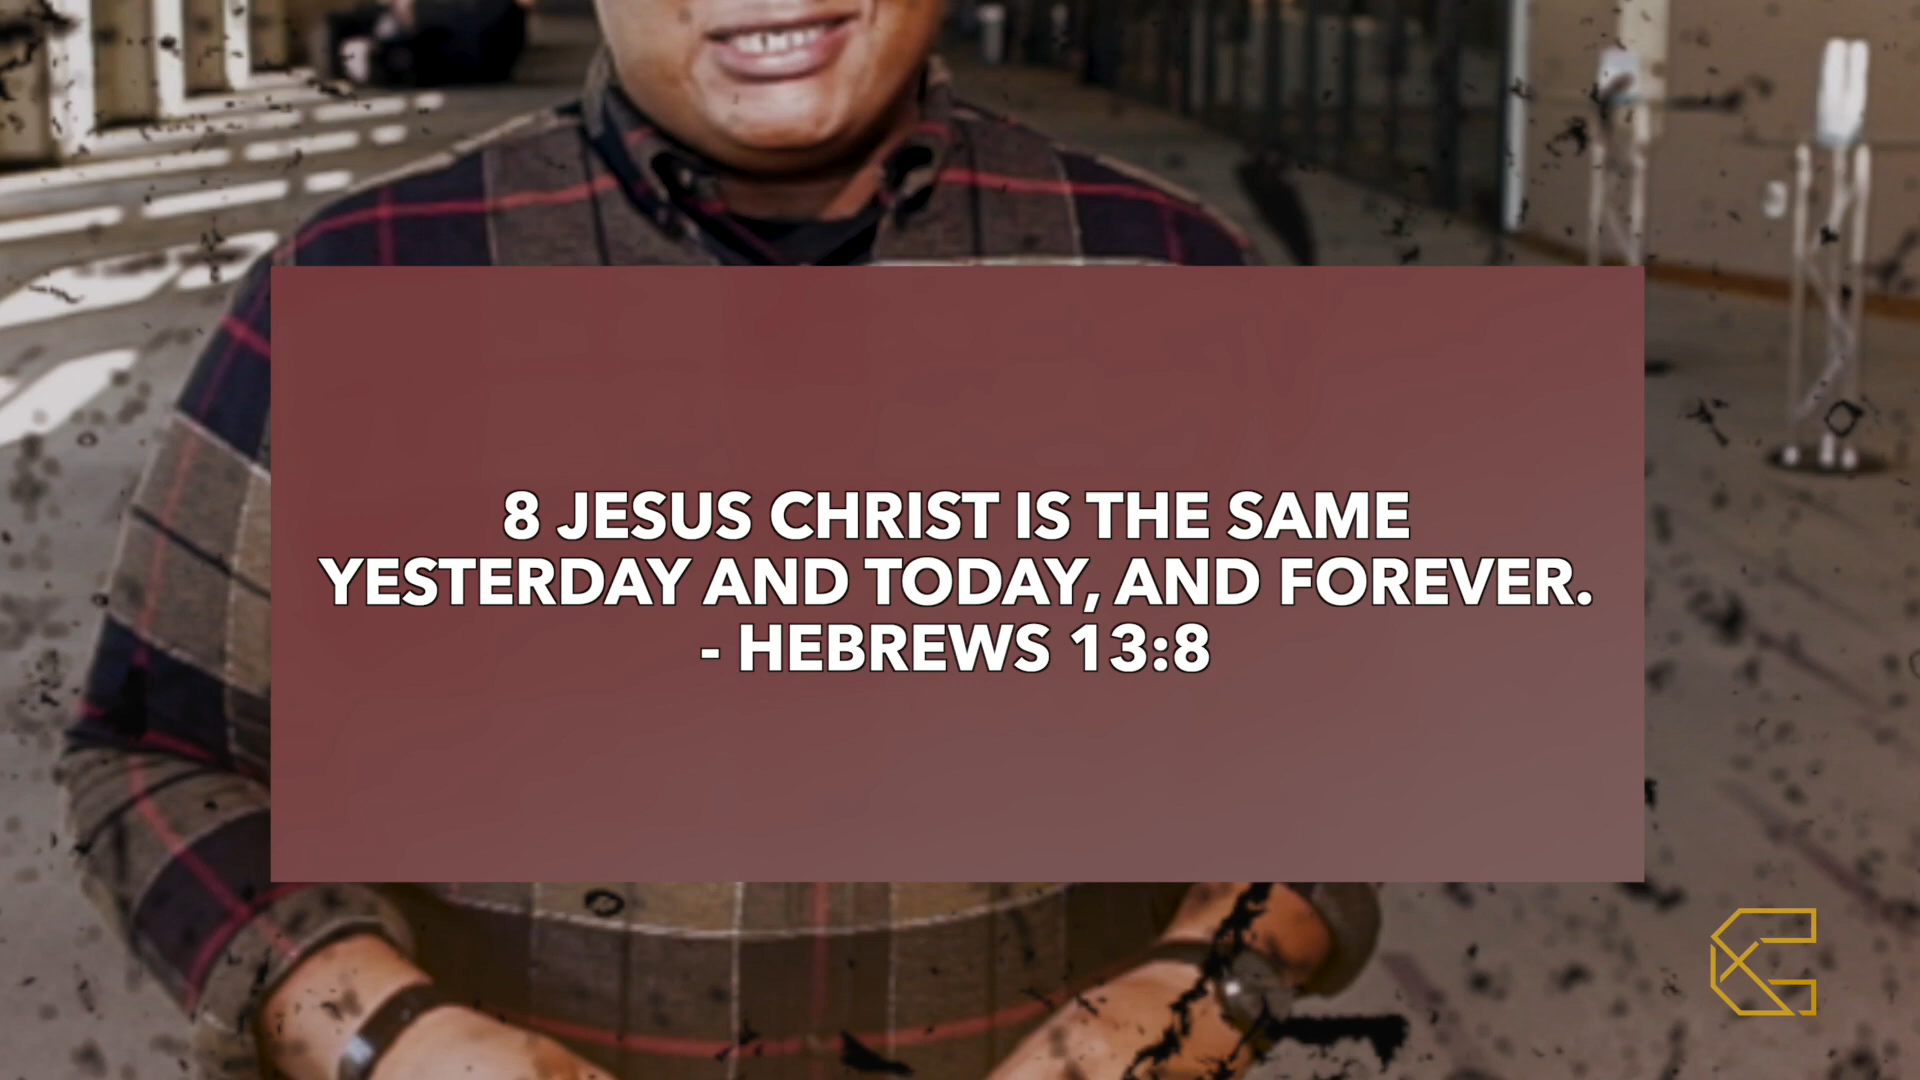 8 JESUS CHRIST IS THE SAME
YESTERDAY AND TODAY, AND FOREVER.
- HEBREWS 13:8